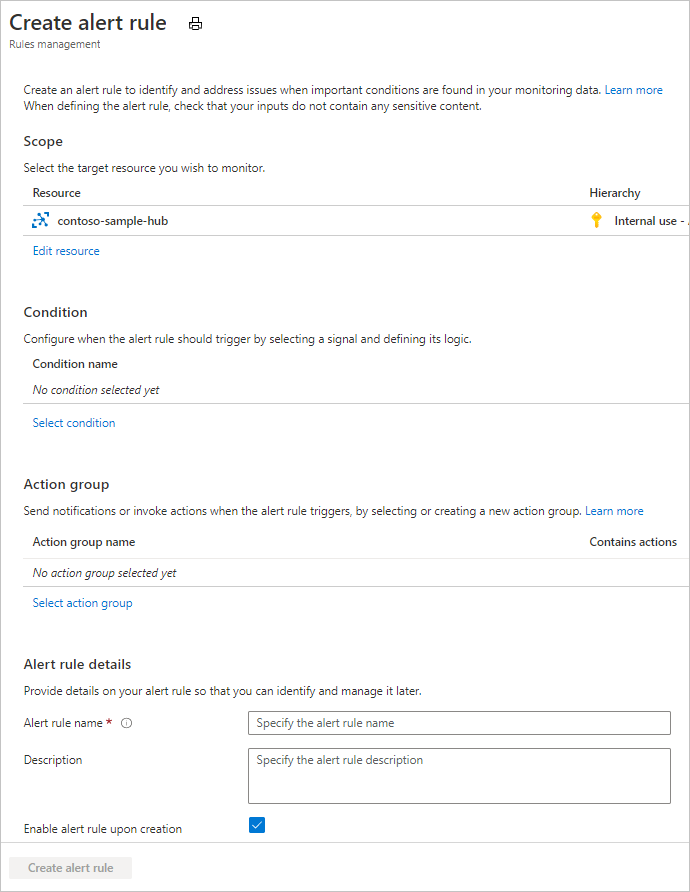 Create alert rule
Rules management
Create an alert rule to identify and address issues when important conditions are found in your monitoring data. Learn more
When defining the alert rule, check that your inputs do not contain any sensitive content.
Scope
Select the target resource you wish to monitor.
Resource Hierarchy
contoso-sample-hub Internal use -
Edit resource
Condition
Configure when the alert rule should trigger by selecting a signal and defining its logic.
Condition name
No condition selected yet
Select condition
Action group
Send notifications or invoke actions when the alert rule triggers, by selecting or creating a new action group. Learn more
Action group name Contains actions
No action group selected yet
Select action group
Alert rule details
Provide details on your alert rule so that you can identify and manage it later.
Alert rule name * Specify the alert rule name
Description Specify the alert rule description
Enable alert rule upon creation
Create alert rule